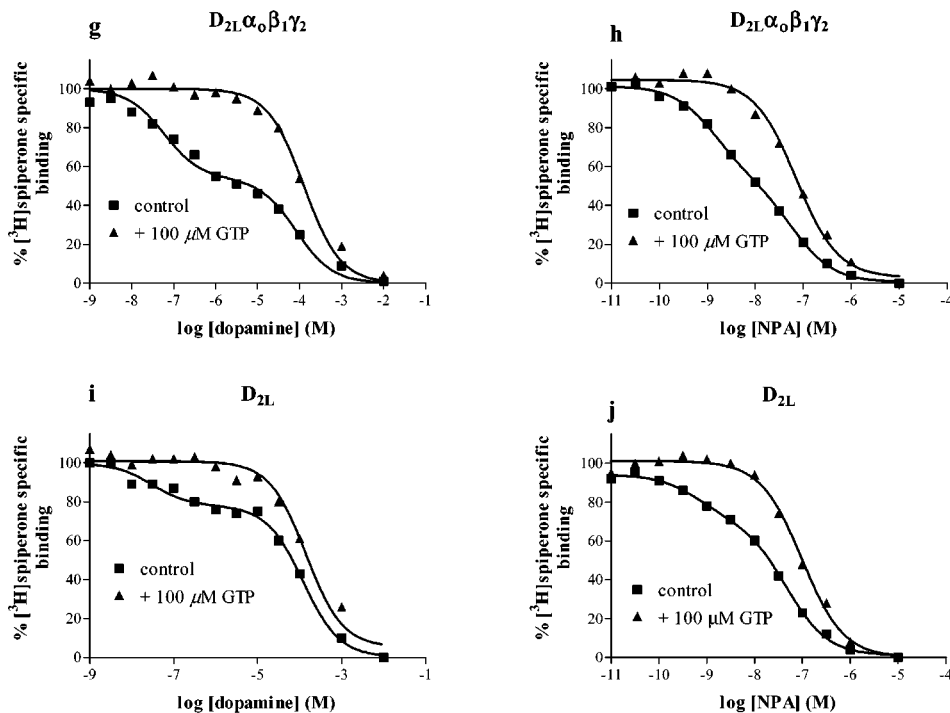 g
D2Lαoβ1γ2
% [3H]spiperone specific
binding
100
80
60
40
20
0
control
+ 100 μM GTP
-9 -8 -7 -6 -5 -4 -3 -2 -1
log [dopamine] (M)
h
D2Lαoβ1γ2
% [3H]spiperone specific
binding
100
80
60
40
20
0
control
+ 100 μM GTP
-11 -10 -9 -8 -7 -6 -5 -4
log [NPA] (M)
i
D2L
% [3H]spiperone specific
binding
100
80
60
40
20
0
control
+ 100 μM GTP
-9 -8 -7 -6 -5 -4 -3 -2 -1
log [dopamine] (M)
j
D2L
% [3H]spiperone specific
binding
100
80
60
40
20
0
control
+ 100 μM GTP
-11 -10 -9 -8 -7 -6 -5 -4
log [NPA] (M)